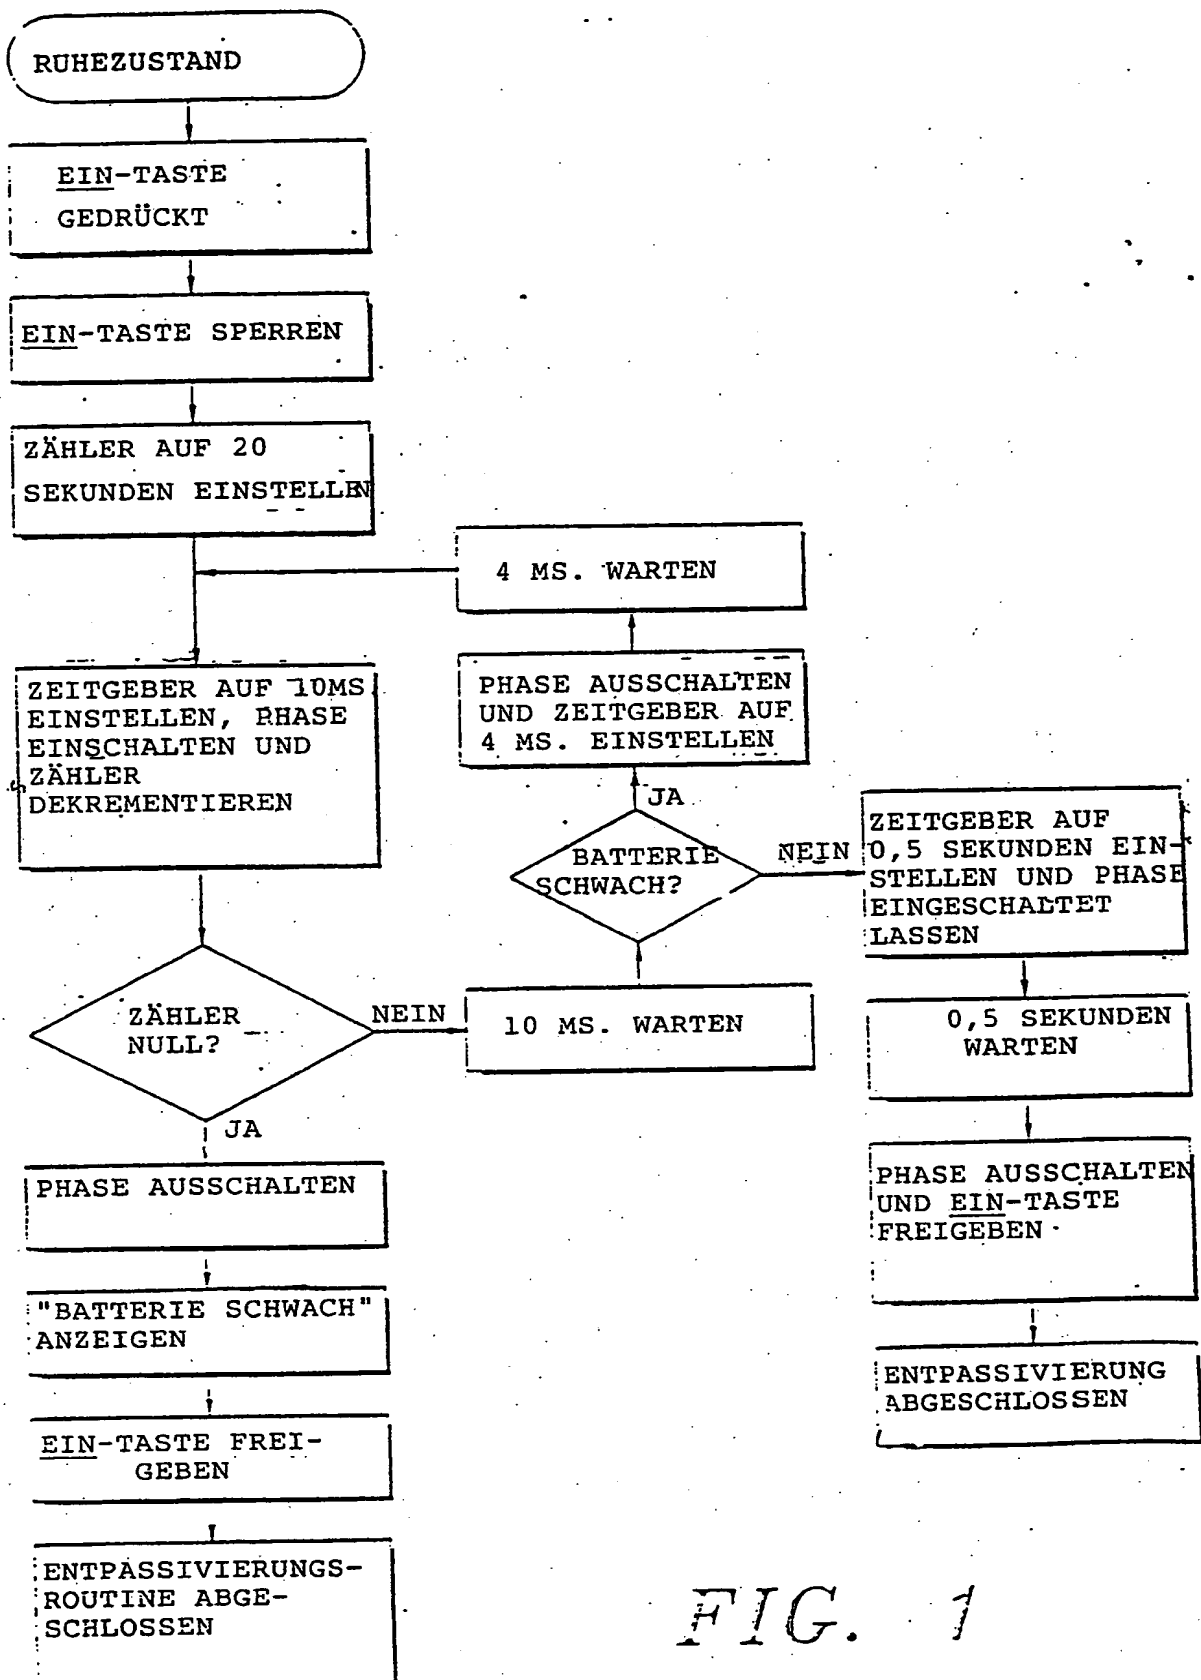 RUHEZUSTAND
EIN-TASTE
GEDRÜCKT
EIN-TASTE SPERREN
ZÄHLER AUF 20
SEKUNDEN EINSTELLEN
4 MS. WARTEN
ZEITGEBER AUF 10MS
EINSTELLEN, PHASE
EINSCHALTEN UND
ZÄHLER
DEKREMENTIEREN
PHASE AUSSCHALTEN
UND ZEITGEBER AUF
4 MS. EINSTELLEN
JA
BATTERIE
SCHWACH?
NEIN
ZEITGEBER AUF
0,5 SEKUNDEN EIN-
STELLEN UND PHASE
EINGESCHALTET
LASSEN
ZÄHLER
NULL?
NEIN
10 MS. WARTEN
0,5 SEKUNDEN
WARTEN
JA
PHASE AUSSCHALTEN
PHASE AUSSCHALTEN
UND EIN-TASTE
FREIGEBEN
"BATTERIE SCHWACH"
ANZEIGEN
ENTPASSIVIERUNG
ABGESCHLOSSEN
EIN-TASTE FREI-
GEBEN
ENTPASSIVIERUNGS-
ROUTINE ABGE-
SCHLOSSEN
FIG. 1